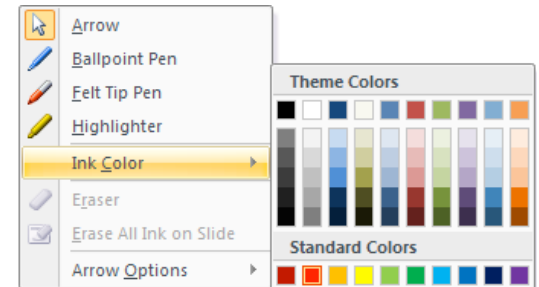 Arrow
Ballpoint Pen
Felt Tip Pen
Highlighter
Ink Color
Eraser
Erase All Ink on Slide
Arrow Options
Theme Colors
Standard Colors